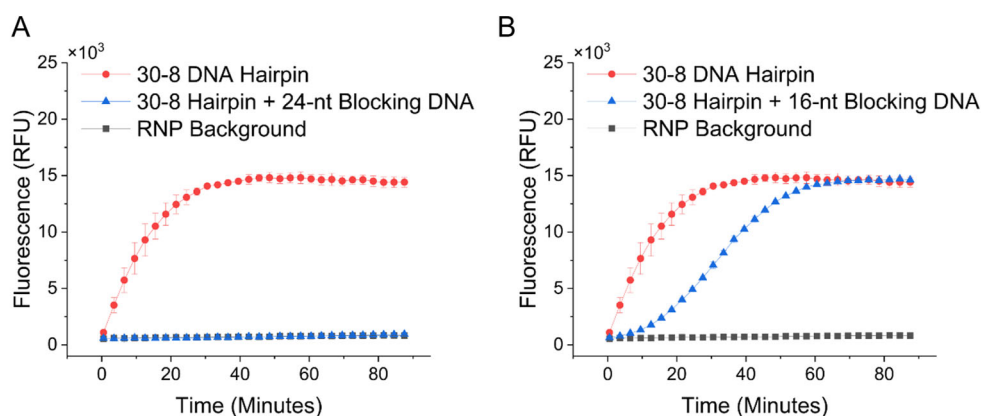 A
×10³
25
20
15
10
5
0
Fluorescence (RFU)
30-8 DNA Hairpin
30-8 Hairpin + 24-nt Blocking DNA
RNP Background
0 20 40 60 80
Time (Minutes)
B
×10³
25
20
15
10
5
0
Fluorescence (RFU)
30-8 DNA Hairpin
30-8 Hairpin + 16-nt Blocking DNA
RNP Background
0 20 40 60 80
Time (Minutes)